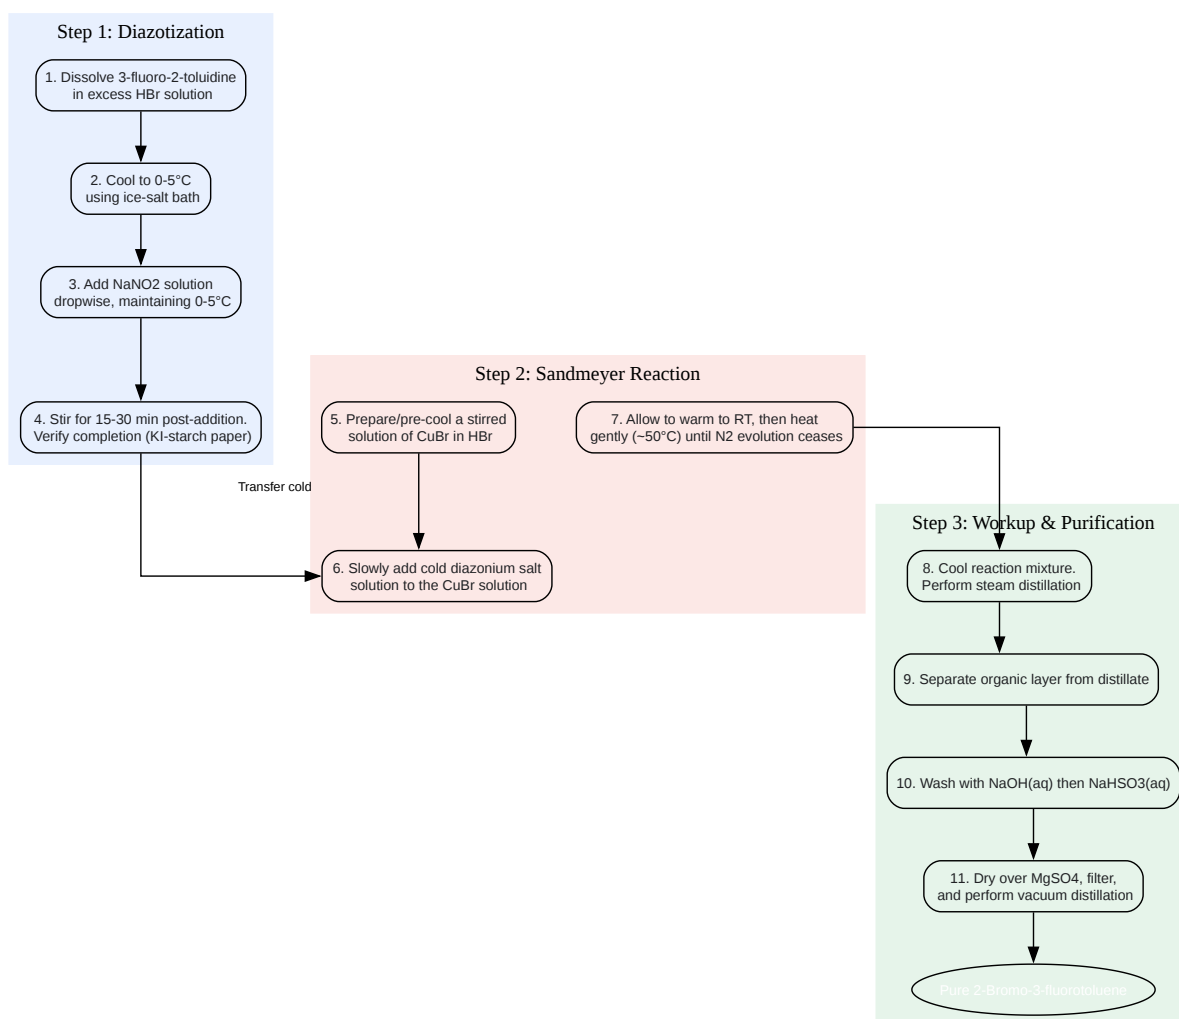 Step 1: Diazotization
1. Dissolve 3-fluoro-2-toluidine
in excess HBr solution
2. Cool to 0-5°C
using ice-salt bath
3. Add NaNO2 solution
dropwise, maintaining 0-5°C
4. Stir for 15-30 min post-addition.
Verify completion (KI-starch paper)
Transfer cold
Step 2: Sandmeyer Reaction
5. Prepare/pre-cool a stirred
solution of CuBr in HBr
6. Slowly add cold diazonium salt
solution to the CuBr solution
7. Allow to warm to RT, then heat
gently (~50°C) until N2 evolution ceases
Step 3: Workup & Purification
8. Cool reaction mixture.
Perform steam distillation
9. Separate organic layer from distillate
10. Wash with NaOH(aq) then NaHSO3(aq)
11. Dry over MgSO4, filter,
and perform vacuum distillation
Pure 2-Bromo-3-fluorotoluene